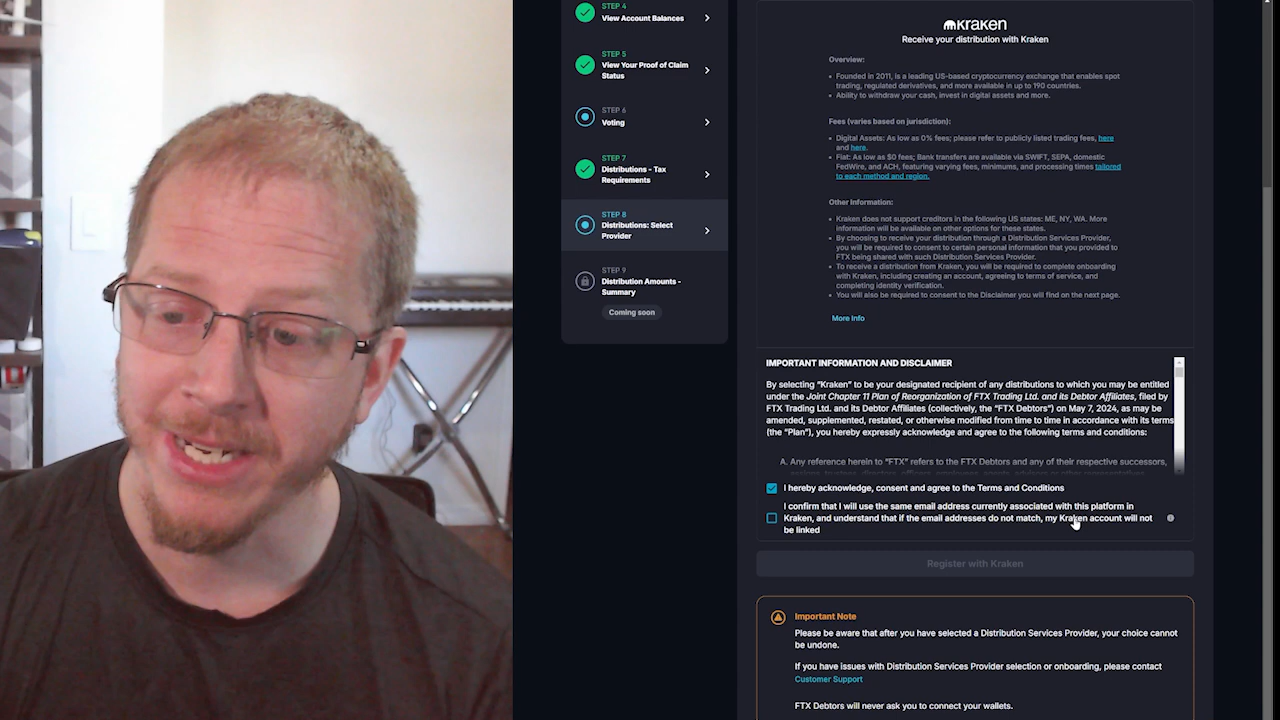 STEP 4
View Account Balances
STEP 5
View Your Proof of Claim
Status
STEP 6
Voting
STEP 7
Distributions - Tax
Requirements
STEP 8
Distributions: Select
Provider
STEP 9
Distribution Amounts -
Summary
Coming soon
kraken
Receive your distribution with Kraken
Overview:
• Founded in 2011, is a leading US-based cryptocurrency exchange that enables spot
trading, regulated derivatives, and more available in up to 190 countries.
• Ability to withdraw your cash, invest in digital assets and more.
Fees (varies based on jurisdiction):
• Digital Assets: As low as 0% fees; please refer to publicly listed trading fees, here
and here.
• Fiat: As low as $0 fees; Bank transfers are available via SWIFT, SEPA, domestic
FedWire, and ACH, featuring varying fees, minimums, and processing times tailored
to each method and region.
Other Information:
• Kraken does not support creditors in the following US states: ME, NY, WA. More
information will be available on other options for these states.
• By choosing to receive your distribution through a Distribution Services Provider,
you will be required to consent to certain personal information that you provided to
FTX being shared with such Distribution Services Provider.
• To receive a distribution from Kraken, you will be required to complete onboarding
with Kraken, including creating an account, agreeing to terms of service, and
completing identity verification.
• You will also be required to consent to the Disclaimer you will find on the next page.
More Info
IMPORTANT INFORMATION AND DISCLAIMER
By selecting "Kraken" to be your designated recipient of any distributions to which you may be entitled
under the Joint Chapter 11 Plan of Reorganization of FTX Trading Ltd. and its Debtor Affiliates, filed by
FTX Trading Ltd. and its Debtor Affiliates (collectively, the "FTX Debtors") on May 7, 2024, as may be
amended, supplemented, restated, or otherwise modified from time to time in accordance with its terms
(the "Plan"), you hereby expressly acknowledge and agree to the following terms and conditions:
A. Any reference herein to "FTX" refers to the FTX Debtors and any of their respective successors,
I hereby acknowledge, consent and agree to the Terms and Conditions
I confirm that I will use the same email address currently associated with this platform in
Kraken, and understand that if the email addresses do not match, my Kraken account will not
be linked
Register with Kraken
Important Note
Please be aware that after you have selected a Distribution Services Provider, your choice cannot
be undone.
If you have issues with Distribution Services Provider selection or onboarding, please contact
Customer Support
FTX Debtors will never ask you to connect your wallets.